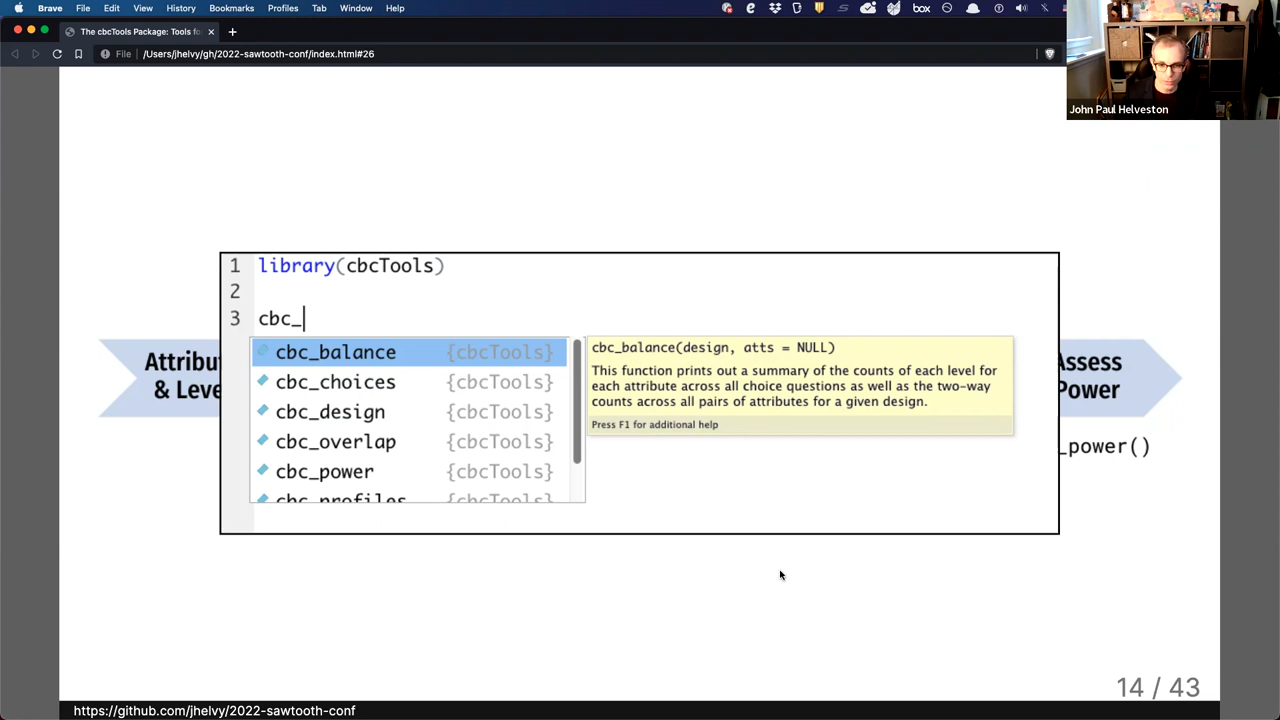 Brave File Edit View History Bookmarks Profiles Tab Window Help
box
The cbcTools Package: Tools fo
File /Users/jhelvy/gh/2022-sawtooth-conf/index.html#26
John Paul Helveston
1 library(cbcTools)
2
3 cbc_
cbc_balance {cbcTools}
cbc_choices {cbcTools}
cbc_design {cbcTools}
cbc_overlap {cbcTools}
cbc_power {cbcTools}
cbc_profiles {cbcTools}
cbc_balance(design, atts = NULL)
This function prints out a summary of the counts of each level for
each attribute across all choice questions as well as the two-way
counts across all pairs of attributes for a given design.
Press F1 for additional help
Attribut
& Leve
Assess
Power
_power()
14 / 43
https://github.com/jhelvy/2022-sawtooth-conf